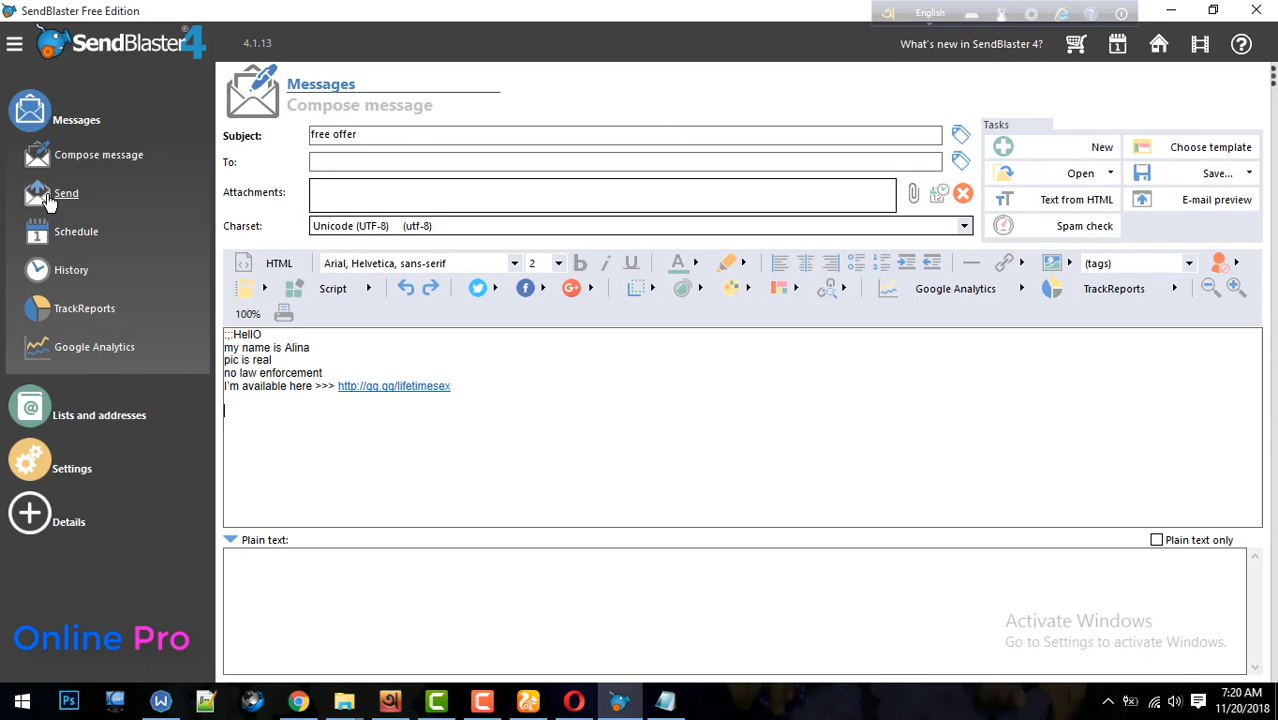 SendBlaster Free Edition
English
SendBlaster 4
4.1.13
What's new in SendBlaster 4?
1
Messages
Compose message
Send
Schedule
History
TrackReports
Google Analytics
Lists and addresses
Settings
Details
Online Pro
Messages
Compose message
Subject:
free offer
To:
Attachments:
Charset:
Unicode (UTF-8) (utf-8)
Tasks
New
Choose template
Open
Save...
Text from HTML
E-mail preview
Spam check
HTML
Arial, Helvetica, sans-serif
2
B
i
U
A
(tags)
Script
Google Analytics
TrackReports
100%
:;:HellO
my name is Alina
pic is real
no law enforcement
I'm available here >>> http://gg.gg/lifetimesex
Plain text:
Plain text only
Activate Windows
Go to Settings to activate Windows.
7:20 AM
11/20/2018